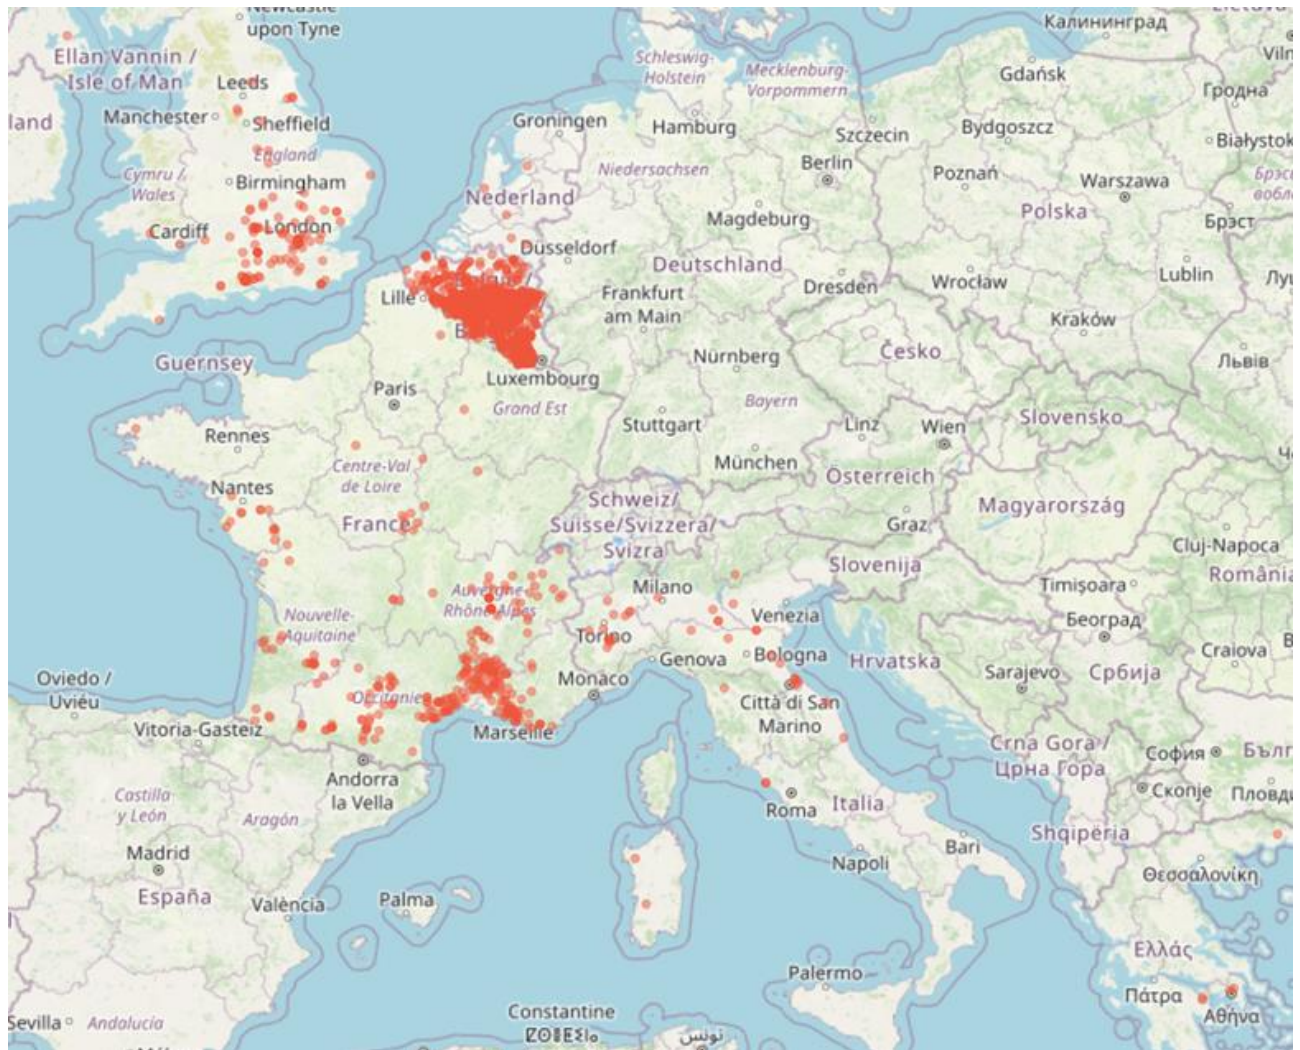 Newcastle
upon Tyne
Калининград
Ellan Vannin /
Isle of Man
Schleswig-
Holstein
Mecklenburg-
Vorpommern
Gdańsk
Leeds
Гродна
Manchester
Sheffield
Groningen
Hamburg
Szczecin
Bydgoszcz
Białystok
England
Niedersachsen
Berlin
Poznań
Warszawa
Cymru /
Wales
Birmingham
Nederland
Polska
Брэст
Cardiff
London
Magdeburg
Düsseldorf
Deutschland
Dresden
Wrocław
Lublin
Lille
Frankfurt
am Main
Kraków
Guernsey
Nürnberg
Česko
Львів
Luxembourg
Paris
Grand Est
Bayern
Slovensko
Rennes
Stuttgart
Linz
Wien
München
Centre-Val
de Loire
Österreich
Nantes
Schweiz/
Suisse/Svizzera/
Svizra
Magyarország
France
Graz
Cluj-Napoca
Slovenija
România
Milano
Timișoara
Auvergne-
Rhône-Alpes
Nouvelle-
Aquitaine
Venezia
Београд
Torino
Craiova
Genova
Bologna
Hrvatska
Sarajevo
Србија
Oviedo /
Uviéu
Monaco
Occitanie
Città di San
Marino
Vitoria-Gasteiz
Marseille
Crna Gora /
Црна Гора
София
Andorra
la Vella
Скопје
Castilla
y León
Aragón
Roma
Italia
Shqipëria
Madrid
Napoli
Bari
Θεσσαλονίκη
España
València
Palma
Ελλάς
Palermo
Πάτρα
Αθήνα
Constantine
ⵇⵙⵏⵟⵉⵏⴰ
تونس
Sevilla
Andalucía